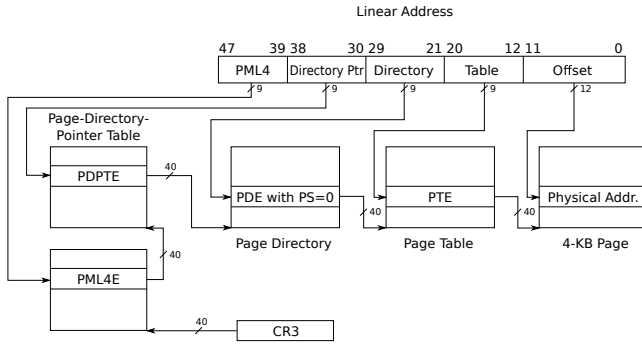 Linear Address
47 39 38 30 29 21 20 12 11 0
PML4 Directory Ptr Directory Table Offset
9 9 9 9 12
Page-Directory-
Pointer Table
PDPTE
40
PDE with PS=0
40
PTE
40
Physical Addr.
Page Directory
Page Table
4-KB Page
40
PML4E
40
CR3